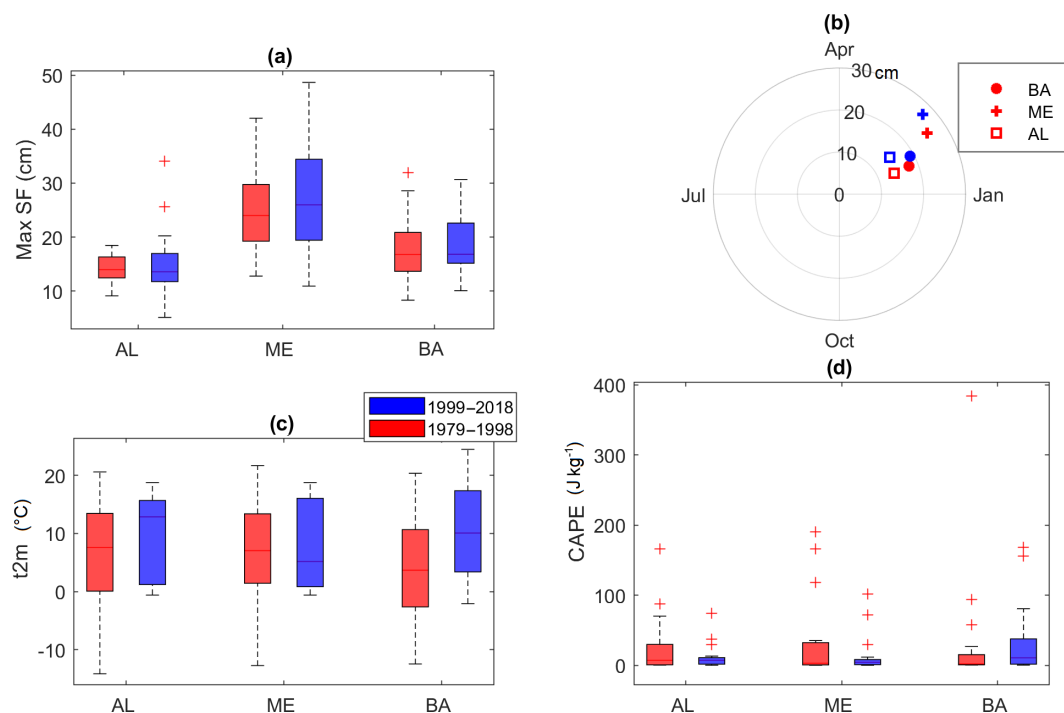 (a)
Max SF (cm)
50
40
30
20
10
AL ME BA
(b)
Apr
30 cm
20
10
0
Jul
Jan
Oct
BA
ME
AL
(c)
1999–2018
1979–1998
t2m (°C)
20
10
0
-10
AL ME BA
(d)
CAPE (J kg-1)
400
300
200
100
0
AL ME BA